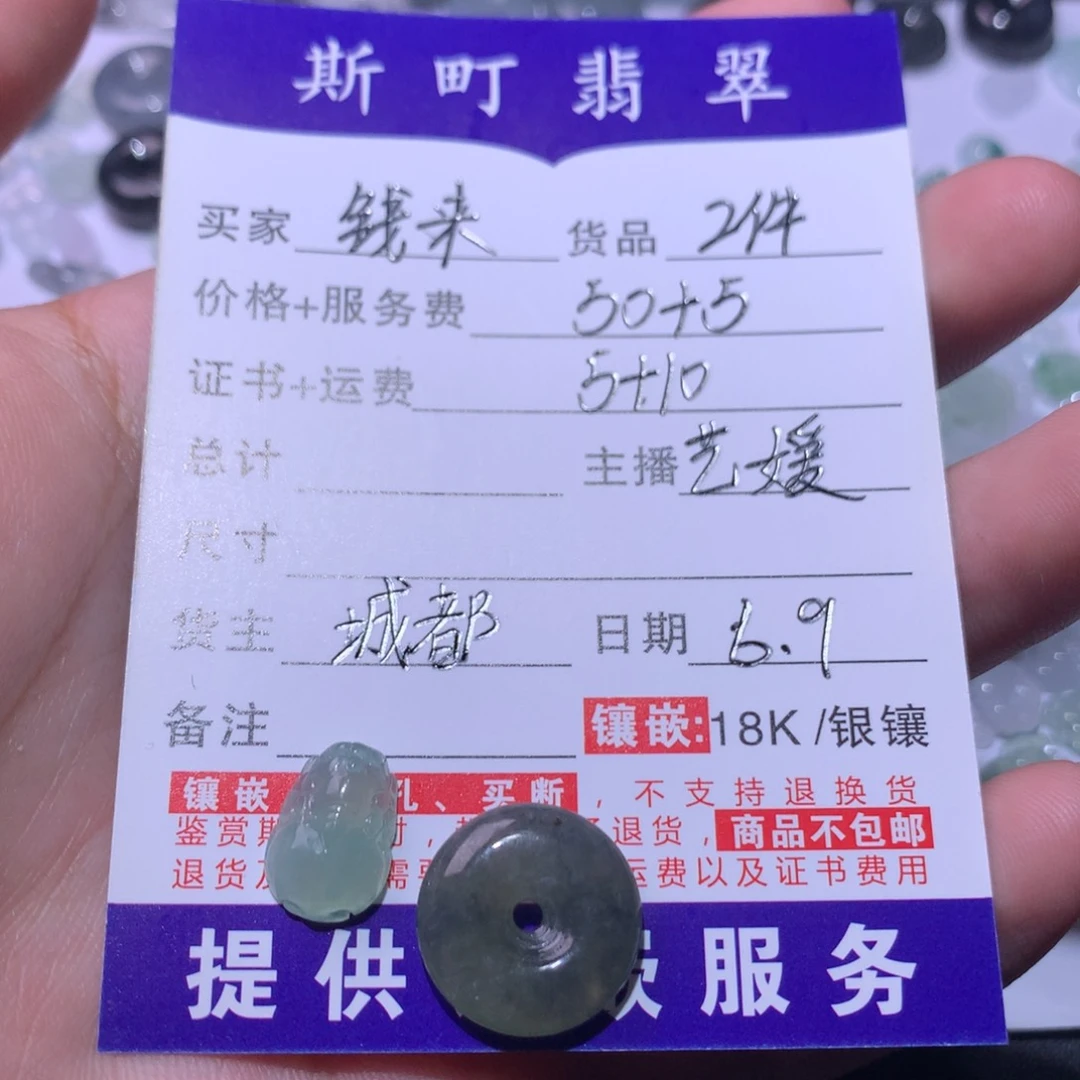 斯町翡翠
买家 钱来 货品 2件
价格+服务费 50+5
证书+运费 5+10
总计 主播 艺媛
尺寸
货主 城都 日期 6.9
备注 镶嵌:18K /银镶
镶嵌 孔、买断,不支持退换货
鉴赏期 时, 退货,商品不包邮
退货 需 运费以及证书费用
提供 服务